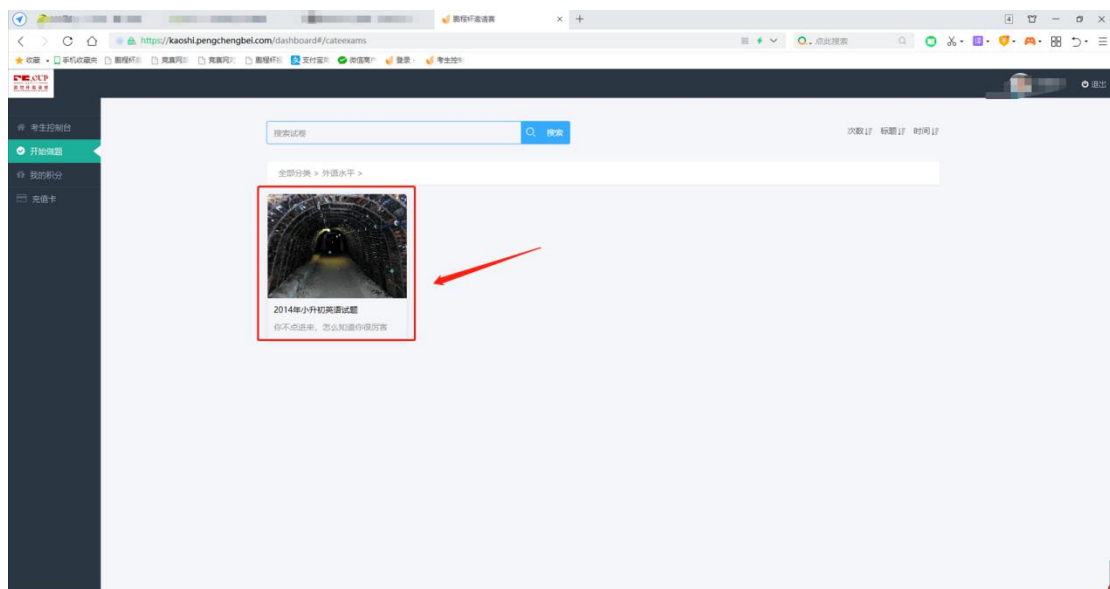 鹏程杯邀请赛
https://kaoshi.pengchengbei.com/dashboard#/cateexams
点此搜索
收藏 手机收藏夹 鹏程杯 竞赛网 竞赛网 鹏程杯 支付宝 微信商户 登录 考生控制
CUP
退出
考生控制台
开始做题
我的积分
充值卡
搜索试卷 搜索
次数 标题 时间
全部分类 > 外语水平 >
2014年小升初英语试题
你不点进来，怎么知道你很厉害